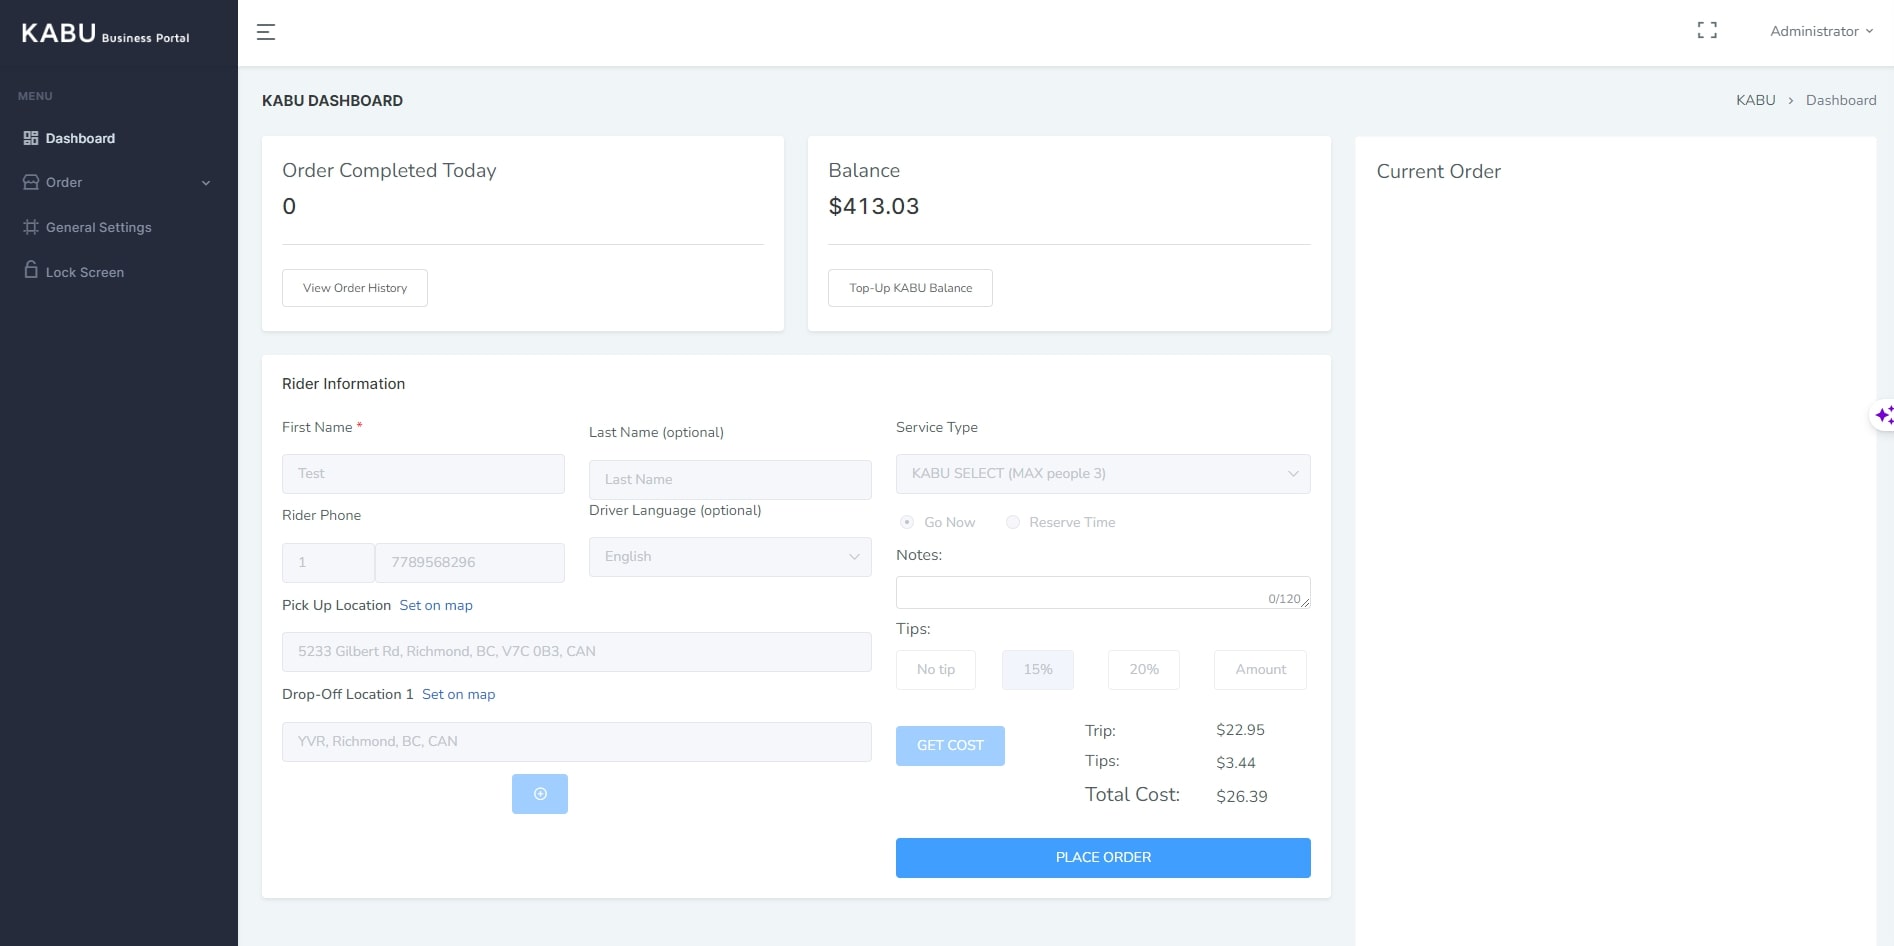 KABU Business Portal
Administrator
MENU
Dashboard
Order
General Settings
Lock Screen
KABU DASHBOARD
KABU > Dashboard
Order Completed Today
0
View Order History
Balance
$413.03
Top-Up KABU Balance
Current Order
Rider Information
First Name *
Test
Last Name (optional)
Last Name
Rider Phone
1 7789568296
Driver Language (optional)
English
Pick Up Location Set on map
5233 Gilbert Rd, Richmond, BC, V7C 0B3, CAN
Drop-Off Location 1 Set on map
YVR, Richmond, BC, CAN
Service Type
KABU SELECT (MAX people 3)
Go Now Reserve Time
Notes:
0/120
Tips:
No tip 15% 20% Amount
GET COST
Trip: $22.95
Tips: $3.44
Total Cost: $26.39
PLACE ORDER